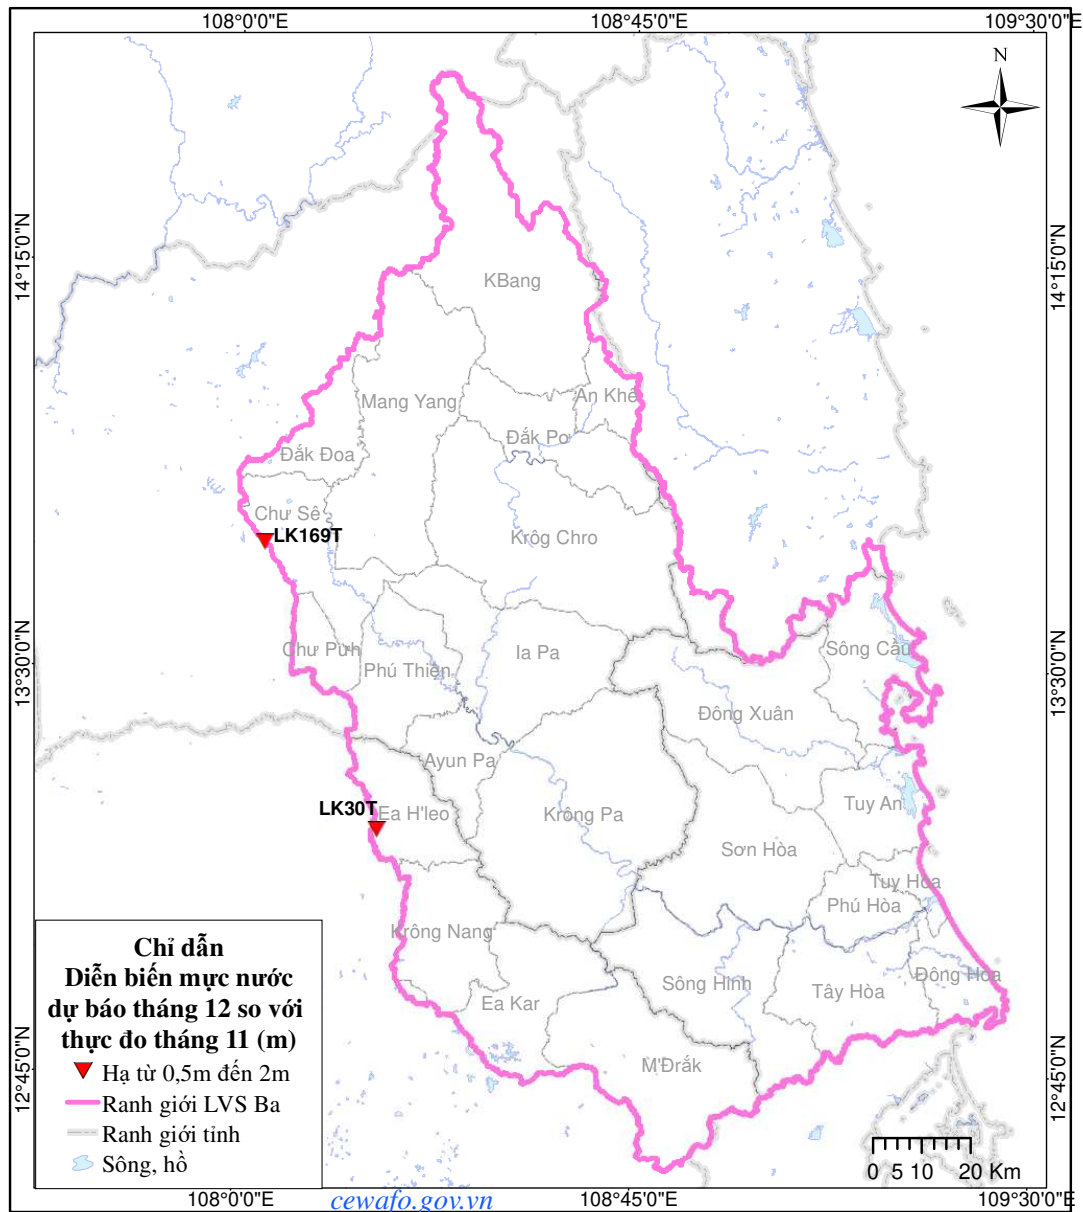 108°0'0"E 108°45'0"E 109°30'0"E
N
14°15'0"N
14°15'0"N
KBang
Mang Yang
An Khê
Đắk Pơ
Đắk Đoa
Chư Sê
LK169T
Krôg Chro
Chư Pưh
Ia Pa
Phú Thiện
Sông Cầu
13°30'0"N
13°30'0"N
Đông Xuân
Ayun Pa
LK30T
Ea H'leo
Krông Pa
Tuy An
Sơn Hòa
Tuy Hòa
Phú Hòa
Krông Nang
Đông Hòa
Sông Hinh
Tây Hòa
Ea Kar
M'Đrắk
12°45'0"N
12°45'0"N
Chỉ dẫn
Diễn biến mực nước
dự báo tháng 12 so với
thực đo tháng 11 (m)
Hạ từ 0,5m đến 2m
Ranh giới LVS Ba
Ranh giới tỉnh
Sông, hồ
0 5 10 20 Km
108°0'0"E 108°45'0"E 109°30'0"E
cewafo.gov.vn